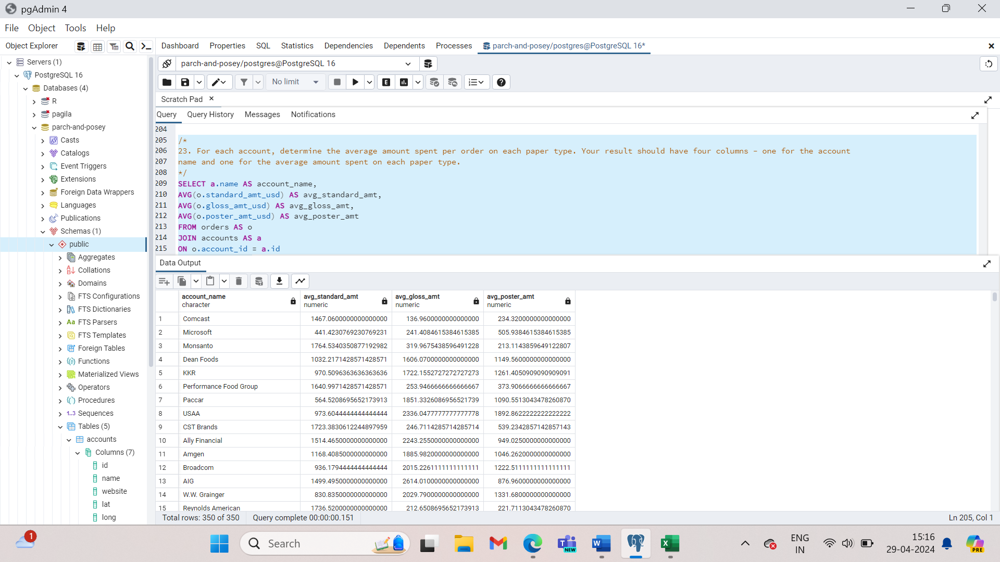 pgAdmin 4
File Object Tools Help
Object Explorer
Dashboard Properties SQL Statistics Dependencies Dependents Processes parch-and-posey/postgres@PostgreSQL 16*
Servers (1)
PostgreSQL 16
Databases (4)
R
pagila
parch-and-posey
Casts
Catalogs
Event Triggers
Extensions
Foreign Data Wrappers
Languages
Publications
Schemas (1)
public
Aggregates
Collations
Domains
FTS Configurations
FTS Dictionaries
Aa FTS Parsers
FTS Templates
Foreign Tables
Functions
Materialized Views
Operators
Procedures
1..3 Sequences
Tables (5)
accounts
Columns (7)
id
name
website
lat
long
parch-and-posey/postgres@PostgreSQL 16
No limit
E
Scratch Pad
Query Query History Messages Notifications
204
205 /*
206 23. For each account, determine the average amount spent per order on each paper type. Your result should have four columns - one for the account
207 name and one for the average amount spent on each paper type.
208 */
209 SELECT a.name AS account_name,
210 AVG(o.standard_amt_usd) AS avg_standard_amt,
211 AVG(o.gloss_amt_usd) AS avg_gloss_amt,
212 AVG(o.poster_amt_usd) AS avg_poster_amt
213 FROM orders AS o
214 JOIN accounts AS a
215 ON o.account_id = a.id
Data Output
account_name avg_standard_amt avg_gloss_amt avg_poster_amt
character numeric numeric numeric
1 Comcast 1467.0600000000000000 136.9600000000000000 234.3200000000000000
2 Microsoft 441.4230769230769231 241.4084615384615385 505.9384615384615385
3 Monsanto 1764.5340350877192982 319.9675438596491228 213.1143859649122807
4 Dean Foods 1032.2171428571428571 1606.0700000000000000 1149.5600000000000000
5 KKR 970.5096363636363636 1722.1552727272727273 1261.4050909090909091
6 Performance Food Group 1640.9971428571428571 253.9466666666666667 373.9066666666666667
7 Paccar 564.5208695652173913 1851.3326086956521739 1090.5513043478260870
8 USAA 973.6044444444444444 2336.0477777777777778 1892.8622222222222222
9 CST Brands 1723.3830612244897959 246.7114285714285714 539.2342857142857143
10 Ally Financial 1514.4650000000000000 2243.2550000000000000 949.0250000000000000
11 Amgen 1168.4085000000000000 1885.9820000000000000 1046.2620000000000000
12 Broadcom 936.1794444444444444 2015.2261111111111111 1222.5111111111111111
13 AIG 1499.4950000000000000 2614.0100000000000000 876.9600000000000000
14 W.W. Grainger 830.8350000000000000 2029.7900000000000000 1331.6800000000000000
15 Reynolds American 1736.5200000000000000 212.6508695652173913 221.7113043478260870
Total rows: 350 of 350 Query complete 00:00:00.151 Ln 205, Col 1
1
Search
NEW
ENG
IN
15:16
29-04-2024
PRE